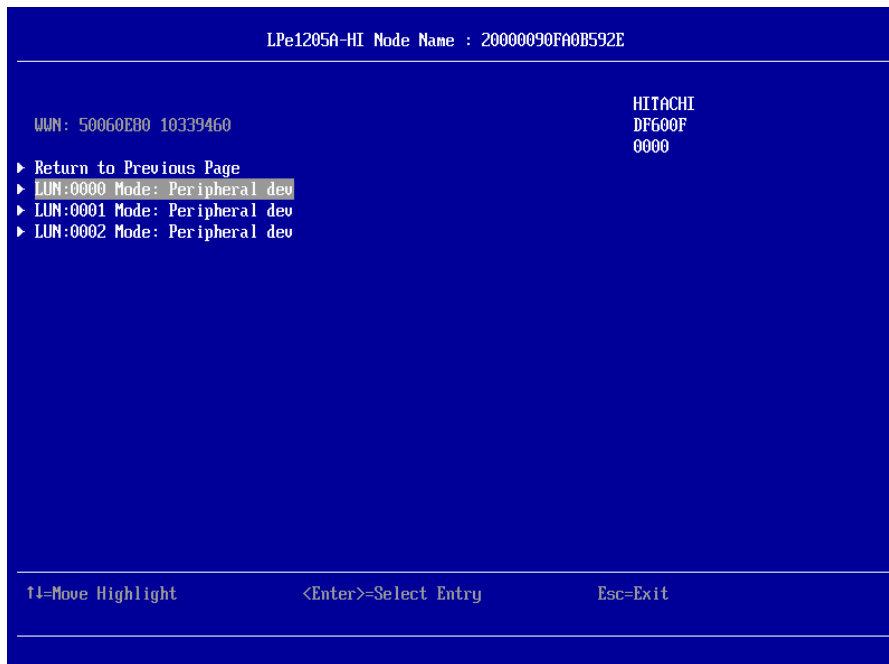 LPe1205A-HI Node Name : 20000090FA0B592E
HITACHI
WWN: 50060E80 10339460
DF600F
0000
► Return to Previous Page
► LUN:0000 Mode: Peripheral dev
► LUN:0001 Mode: Peripheral dev
► LUN:0002 Mode: Peripheral dev
↑↓=Move Highlight <Enter>=Select Entry Esc=Exit